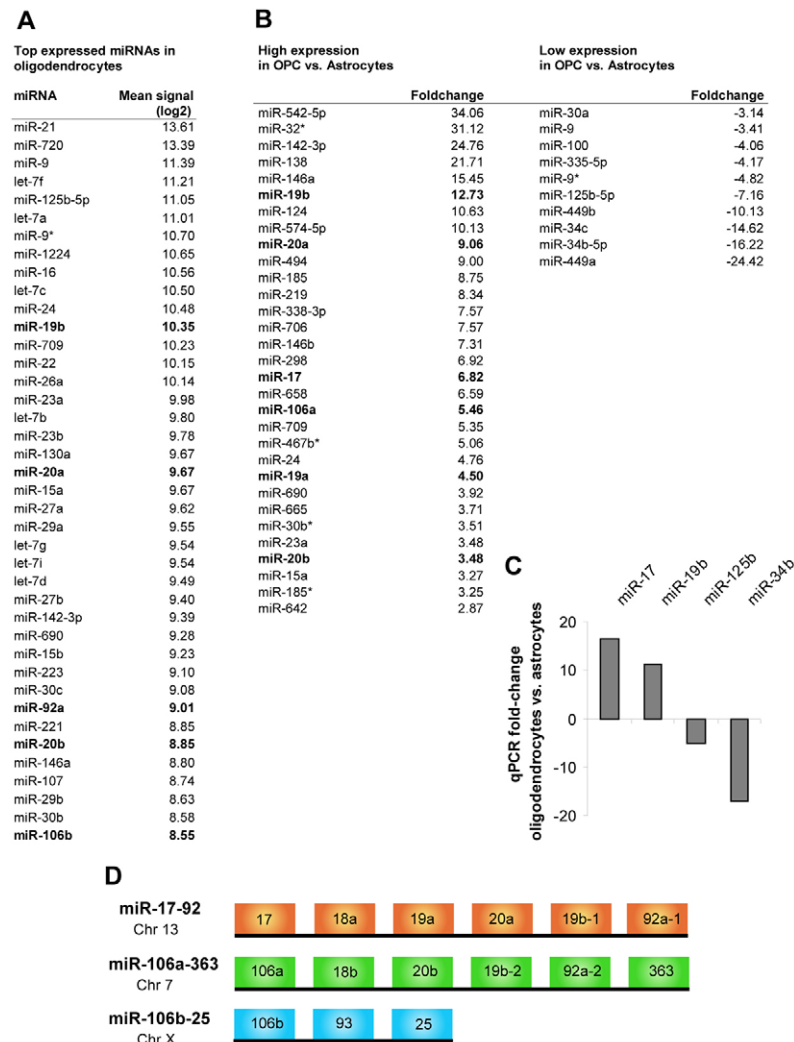 A
Top expressed miRNAs in
oligodendrocytes
miRNA Mean signal
(log2)
miR-21 13.61
miR-720 13.39
miR-9 11.39
let-7f 11.21
miR-125b-5p 11.05
let-7a 11.01
miR-9* 10.70
miR-1224 10.65
miR-16 10.56
let-7c 10.50
miR-24 10.48
miR-19b 10.35
miR-709 10.23
miR-22 10.15
miR-26a 10.14
miR-23a 9.98
let-7b 9.80
miR-23b 9.78
miR-130a 9.67
miR-20a 9.67
miR-15a 9.67
miR-27a 9.62
miR-29a 9.55
let-7g 9.54
let-7i 9.54
let-7d 9.49
miR-27b 9.40
miR-142-3p 9.39
miR-690 9.28
miR-15b 9.23
miR-223 9.10
miR-30c 9.08
miR-92a 9.01
miR-221 8.85
miR-20b 8.85
miR-146a 8.80
miR-107 8.74
miR-29b 8.63
miR-30b 8.58
miR-106b 8.55
B
High expression
in OPC vs. Astrocytes
Foldchange
miR-542-5p 34.06
miR-32* 31.12
miR-142-3p 24.76
miR-138 21.71
miR-146a 15.45
miR-19b 12.73
miR-124 10.63
miR-574-5p 10.13
miR-20a 9.06
miR-494 9.00
miR-185 8.75
miR-219 8.34
miR-338-3p 7.57
miR-706 7.57
miR-146b 7.31
miR-298 6.92
miR-17 6.82
miR-658 6.59
miR-106a 5.46
miR-709 5.35
miR-467b* 5.06
miR-24 4.76
miR-19a 4.50
miR-690 3.92
miR-665 3.71
miR-30b* 3.51
miR-23a 3.48
miR-20b 3.48
miR-15a 3.27
miR-185* 3.25
miR-642 2.87
Low expression
in OPC vs. Astrocytes
Foldchange
miR-30a -3.14
miR-9 -3.41
miR-100 -4.06
miR-335-5p -4.17
miR-9* -4.82
miR-125b-5p -7.16
miR-449b -10.13
miR-34c -14.62
miR-34b-5p -16.22
miR-449a -24.42
C
miR-17
miR-19b
miR-125b
miR-34b
qPCR fold-change
oligodendrocytes vs. astrocytes
20
10
0
-10
-20
D
miR-17-92
Chr 13
17 18a 19a 20a 19b-1 92a-1
miR-106a-363
Chr 7
106a 18b 20b 19b-2 92a-2 363
miR-106b-25
Chr X
106b 93 25